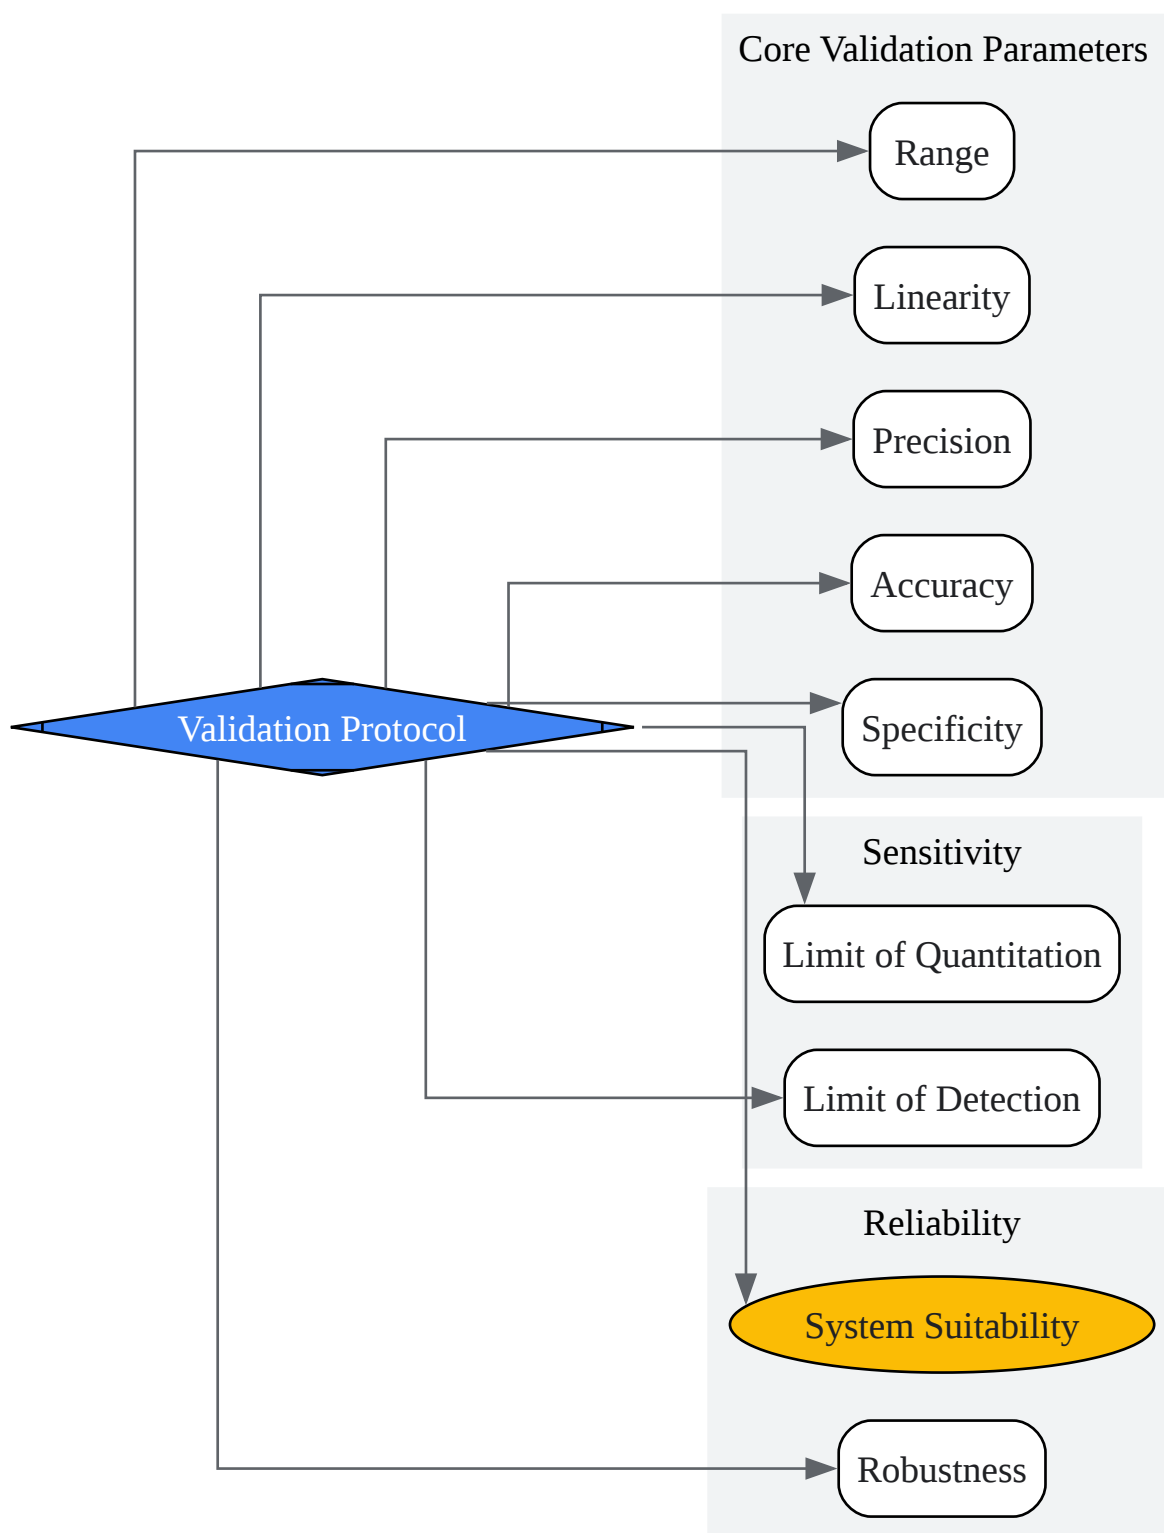 Core Validation Parameters
Range
Linearity
Precision
Accuracy
Validation Protocol
Specificity
Sensitivity
Limit of Quantitation
Limit of Detection
Reliability
System Suitability
Robustness